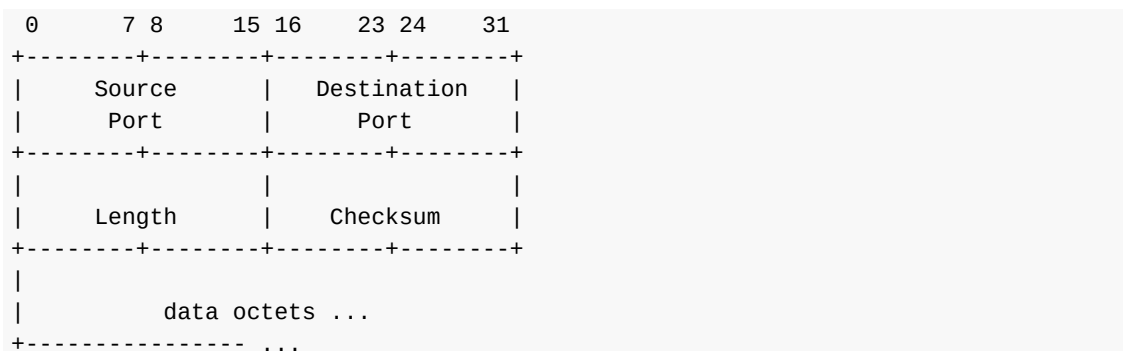 0      7 8     15 16    23 24    31
+--------+--------+--------+--------+
|     Source      |   Destination   |
|      Port       |      Port       |
+--------+--------+--------+--------+
|                 |                 |
|     Length      |    Checksum     |
+--------+--------+--------+--------+
|
|          data octets ...
+---------------- ...